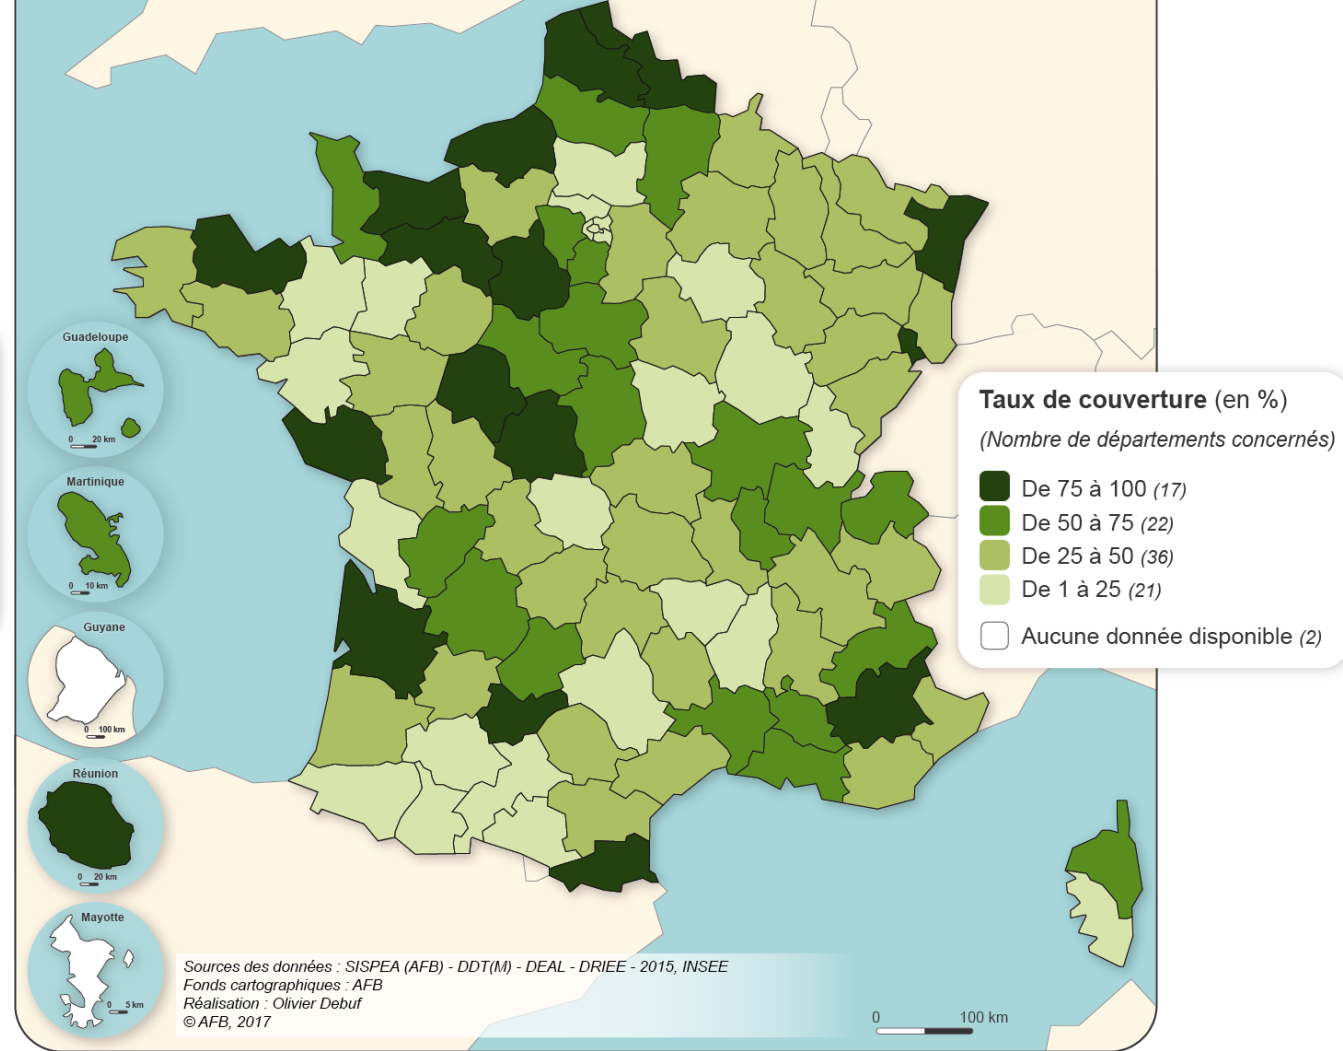 Guadeloupe
0 20 km
Martinique
0 10 km
Guyane
0 100 km
Réunion
0 20 km
Mayotte
0 5 km
Taux de couverture (en %)
(Nombre de départements concernés)
De 75 à 100 (17)
De 50 à 75 (22)
De 25 à 50 (36)
De 1 à 25 (21)
Aucune donnée disponible (2)
Sources des données : SISPEA (AFB) - DDT(M) - DEAL - DRIEE - 2015, INSEE
Fonds cartographiques : AFB
Réalisation : Olivier Debuf
© AFB, 2017
0 100 km